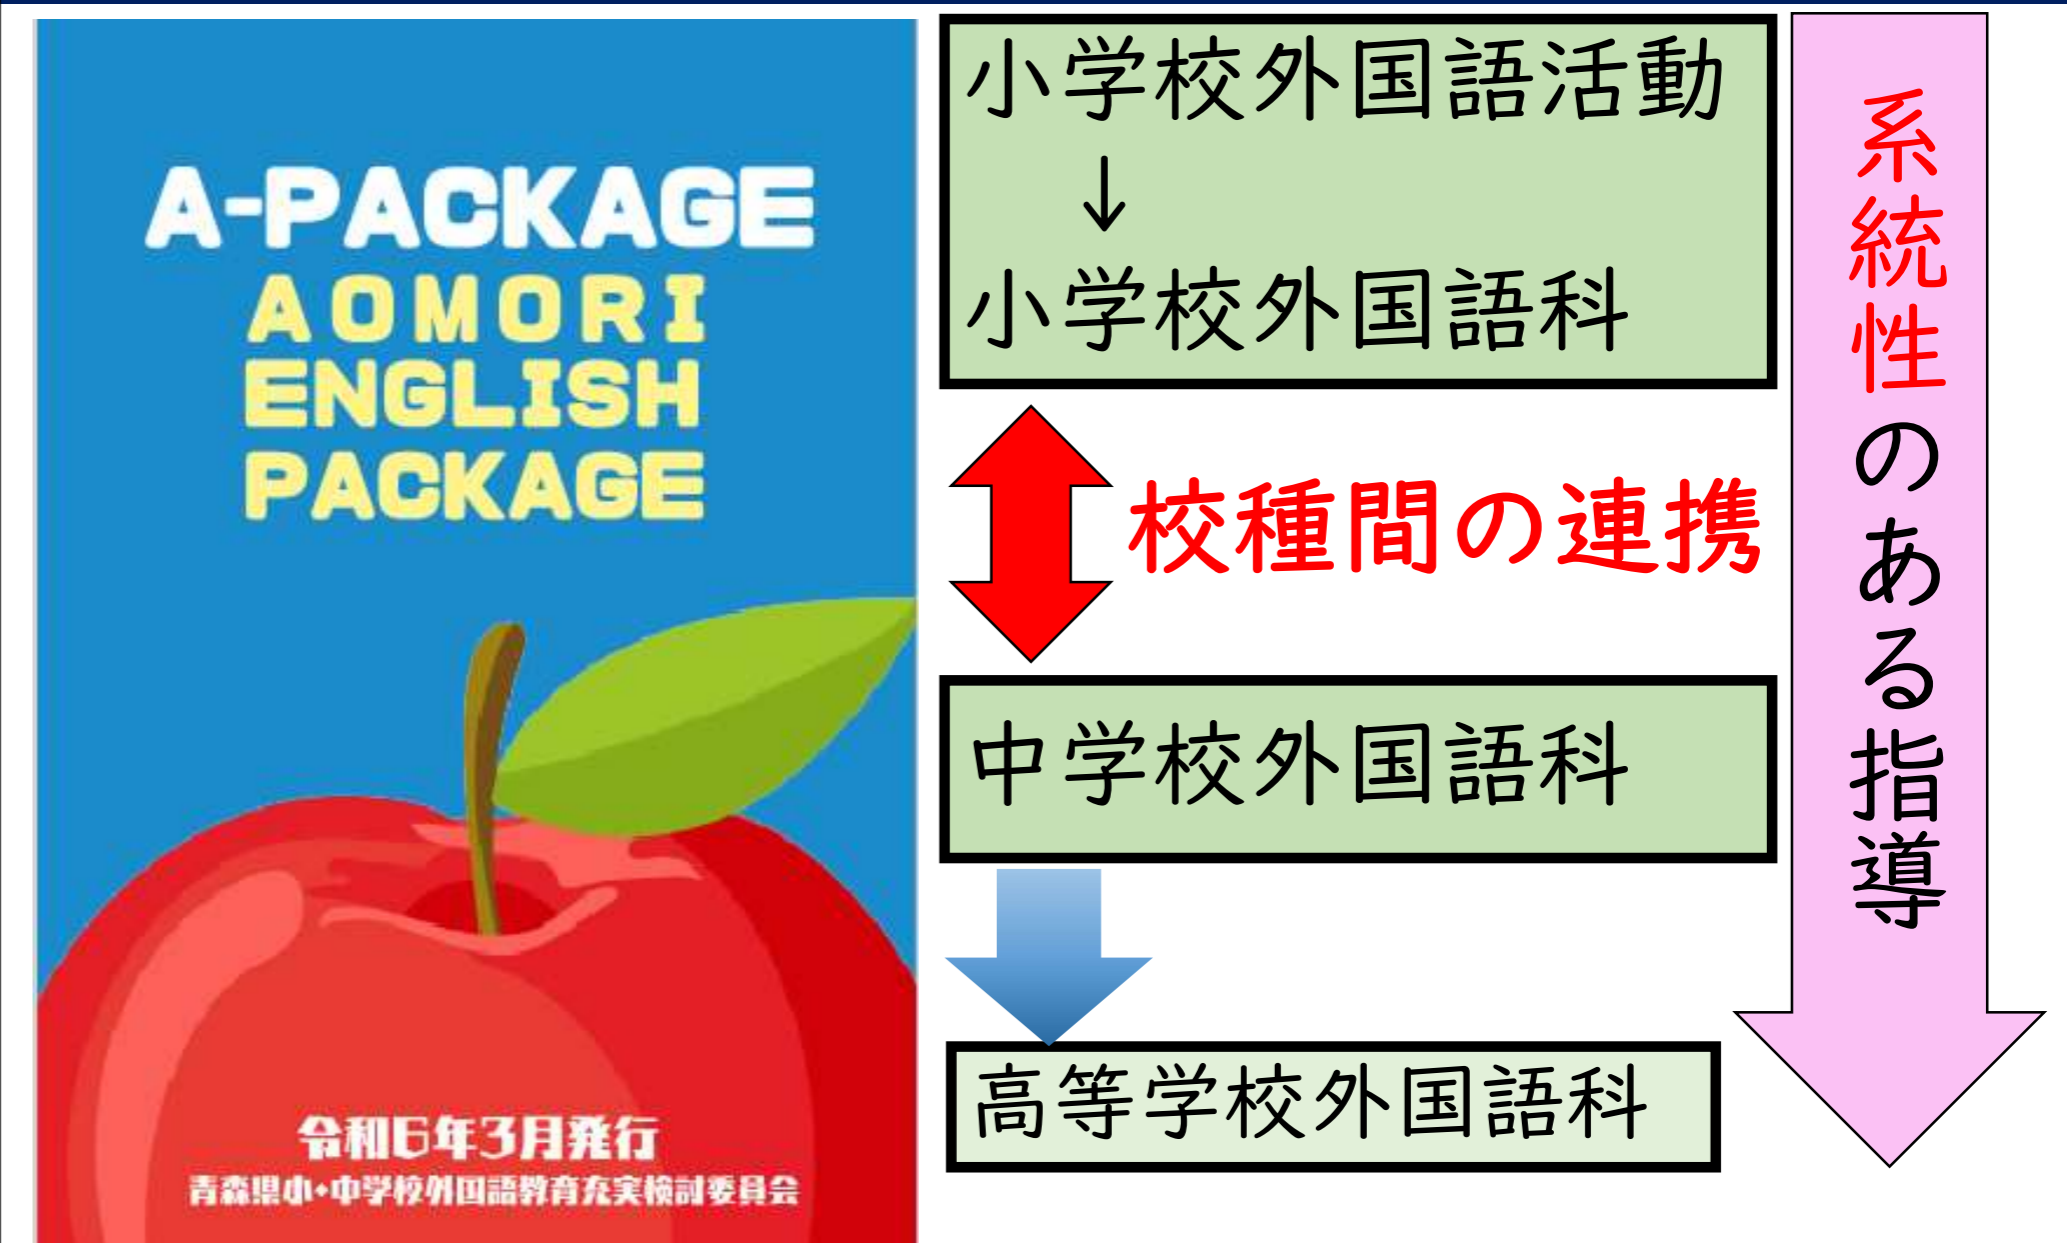 A-PACKAGE
AOMORI
ENGLISH
PACKAGE
令和6年3月発行
青森県小・中学校外国語教育充実検討委員会
小学校外国語活動
↓
小学校外国語科
校種間の連携
中学校外国語科
高等学校外国語科
系統性のある指導